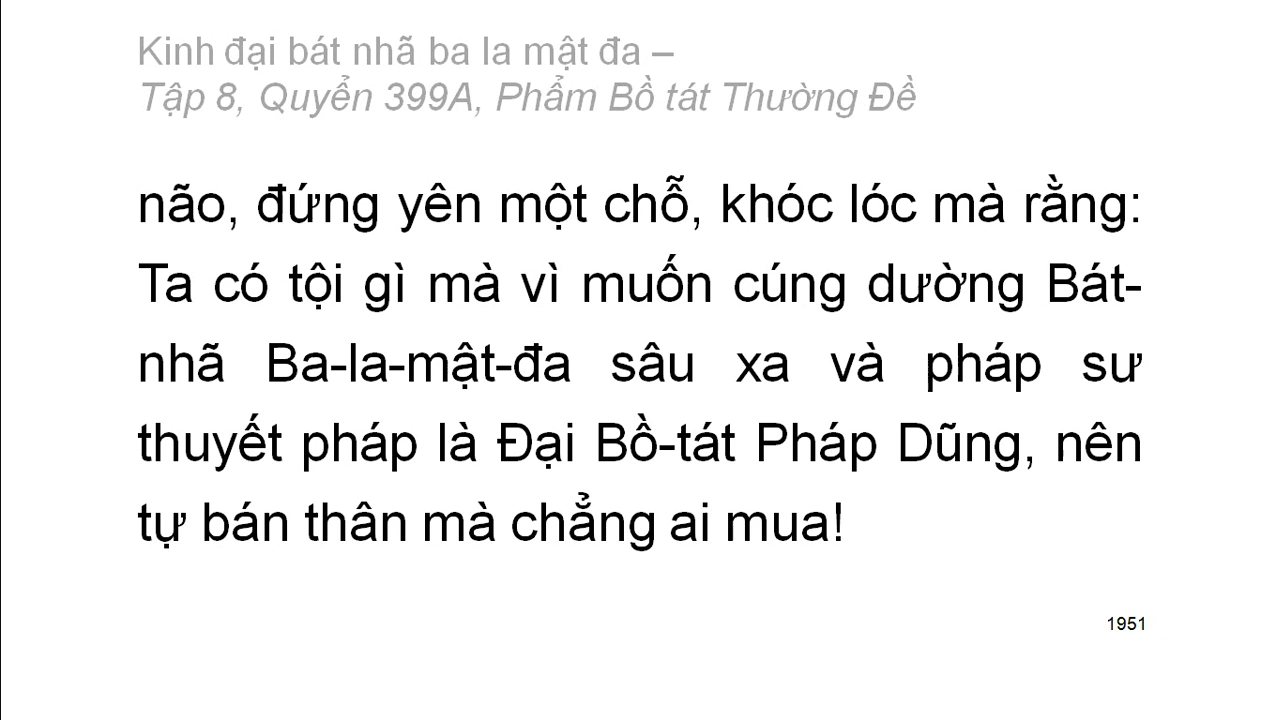 Kinh đại bát nhã ba la mật đa –
Tập 8, Quyển 399A, Phẩm Bồ tát Thường Đề
não, đứng yên một chỗ, khóc lóc mà rằng:
Ta có tội gì mà vì muốn cúng dường Bát-
nhã Ba-la-mật-đa sâu xa và pháp sư
thuyết pháp là Đại Bồ-tát Pháp Dũng, nên
tự bán thân mà chẳng ai mua!
1951